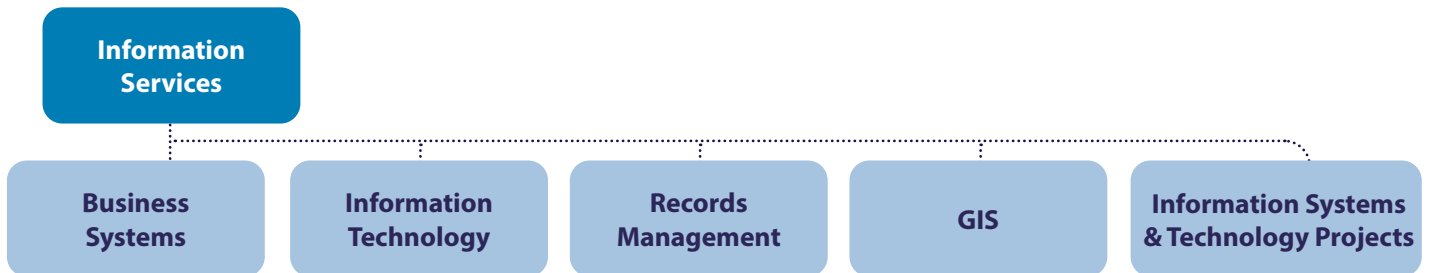 Information
Services
Business
Systems
Information
Technology
Records
Management
GIS
Information Systems
& Technology Projects